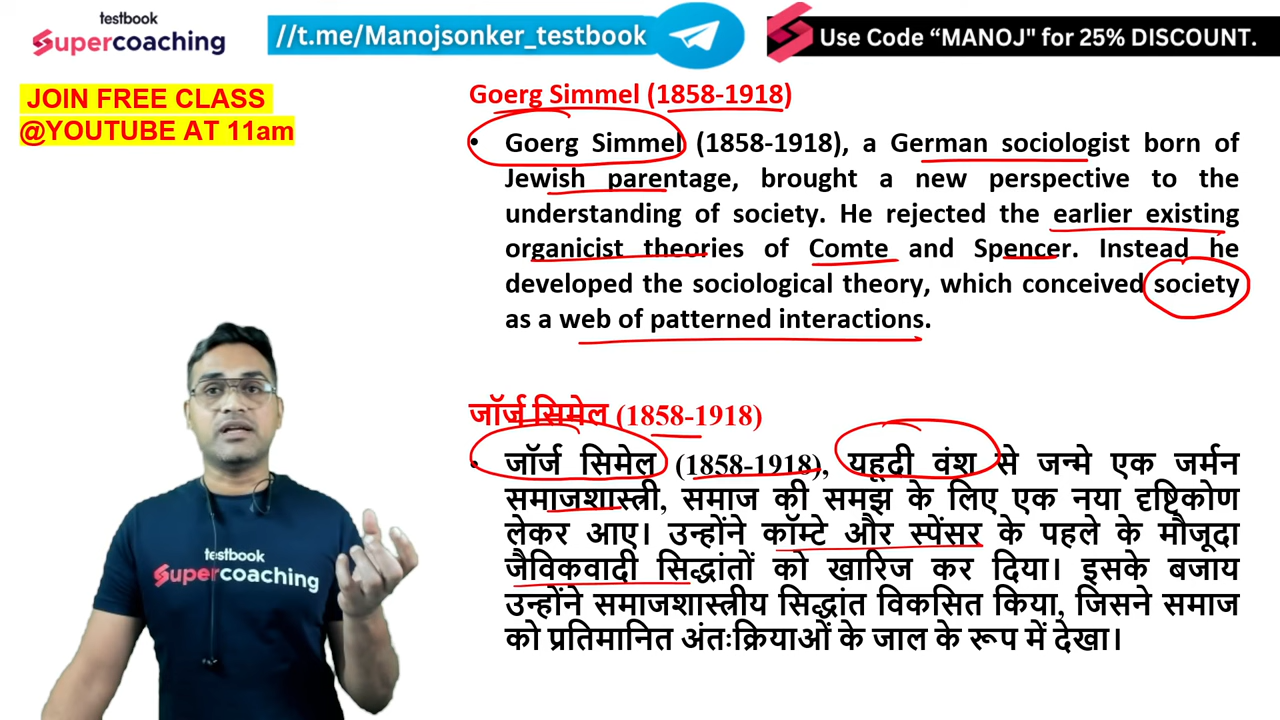 testbook
Supercoaching
//t.me/Manojsonker_testbook
Use Code “MANOJ" for 25% DISCOUNT.
JOIN FREE CLASS
@YOUTUBE AT 11am
Goerg Simmel (1858-1918)
• Goerg Simmel (1858-1918), a German sociologist born of
Jewish parentage, brought a new perspective to the
understanding of society. He rejected the earlier existing
organicist theories of Comte and Spencer. Instead he
developed the sociological theory, which conceived society
as a web of patterned interactions.
जॉर्ज सिमेल (1858-1918)
• जॉर्ज सिमेल (1858-1918), यहूदी वंश से जन्मे एक जर्मन
समाजशास्त्री, समाज की समझ के लिए एक नया दृष्टिकोण
लेकर आए। उन्होंने कॉम्टे और स्पेंसर के पहले के मौजूदा
जैविकवादी सिद्धांतों को खारिज कर दिया। इसके बजाय
उन्होंने समाजशास्त्रीय सिद्धांत विकसित किया, जिसने समाज
को प्रतिमानित अंतःक्रियाओं के जाल के रूप में देखा।
testbook
Supercoaching